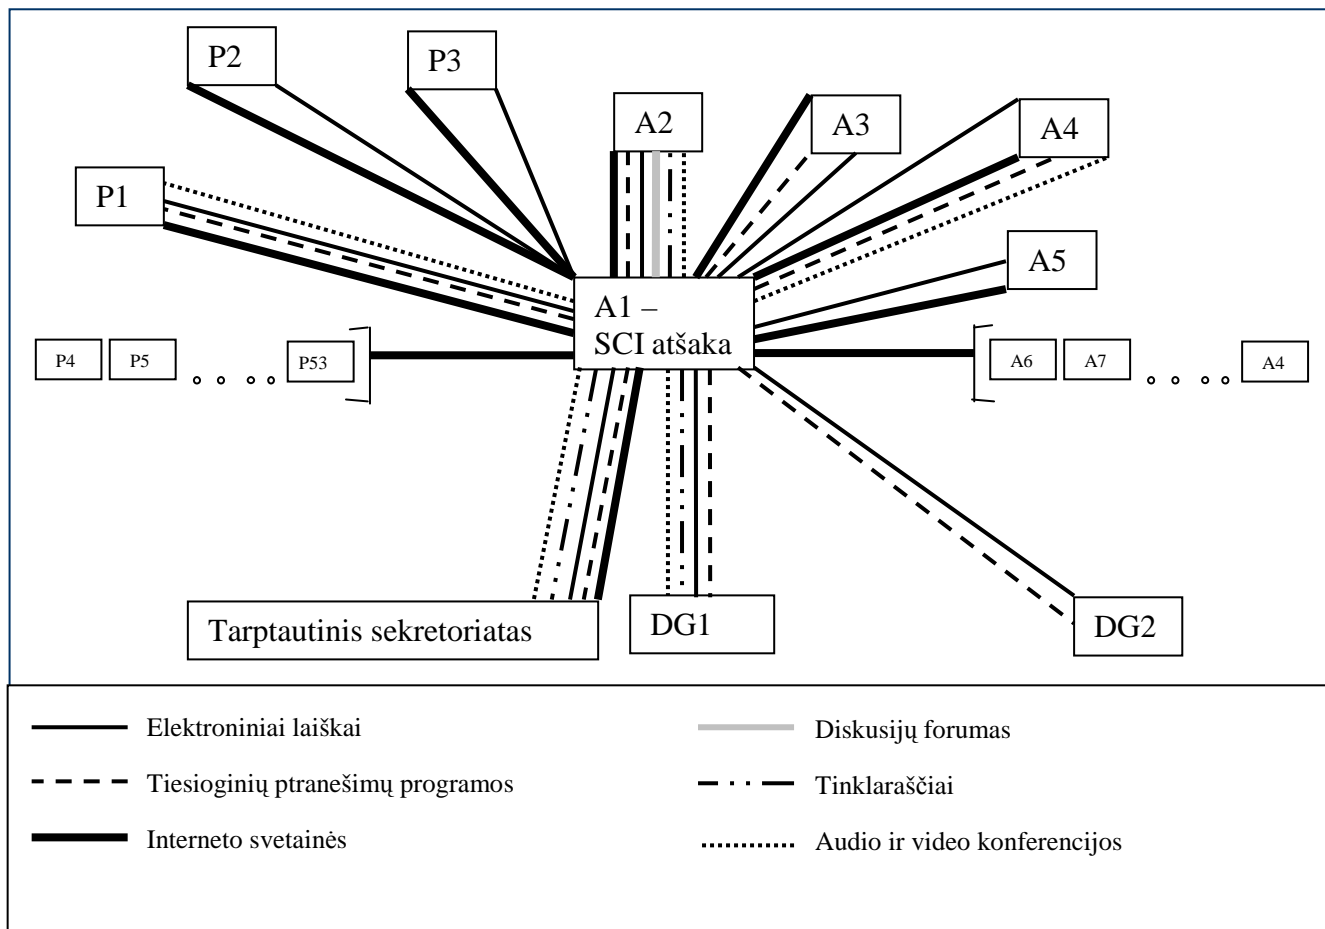 P2
P3
A2
A3
A4
P1
A5
A1 –
SCI atšaka
P4
P5
P53
A6
A7
A4
Tarptautinis sekretoriatas
DG1
DG2
Elektroniniai laiškai
Diskusijų forumas
Tiesioginių ptranešimų programos
Tinklaraščiai
Interneto svetainės
Audio ir video konferencijos